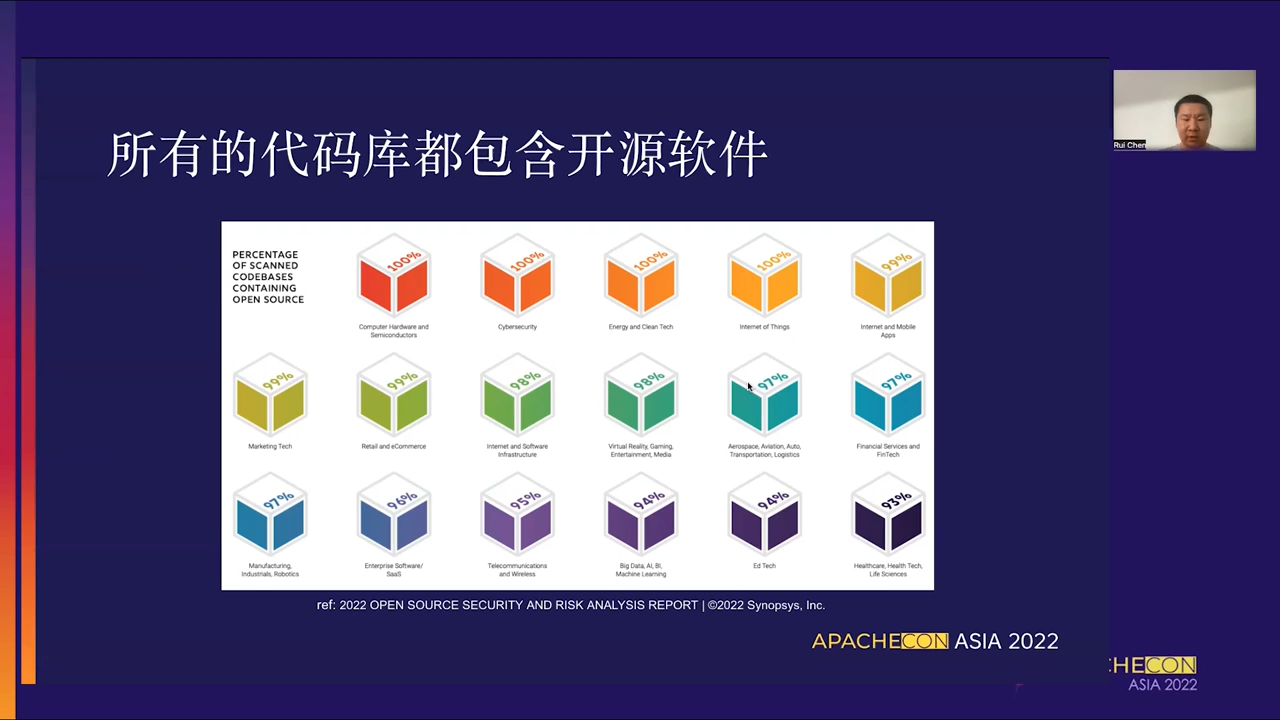 所有的代码库都包含开源软件
Rui Chen
PERCENTAGE
OF SCANNED
CODEBASES
CONTAINING
OPEN SOURCE
100%
Computer Hardware and
Semiconductors
100%
Cybersecurity
100%
Energy and Clean Tech
100%
Internet of Things
99%
Internet and Mobile
Apps
99%
Marketing Tech
99%
Retail and eCommerce
98%
Internet and Software
Infrastructure
98%
Virtual Reality, Gaming,
Entertainment, Media
97%
Aerospace, Aviation, Auto,
Transportation, Logistics
97%
Financial Services and
FinTech
97%
Manufacturing,
Industrials, Robotics
96%
Enterprise Software/
SaaS
95%
Telecommunications
and Wireless
94%
Big Data, AI, BI,
Machine Learning
94%
Ed Tech
93%
Healthcare, Health Tech,
Life Sciences
ref: 2022 OPEN SOURCE SECURITY AND RISK ANALYSIS REPORT | ©2022 Synopsys, Inc.
APACHECON ASIA 2022
CHECON
ASIA 2022